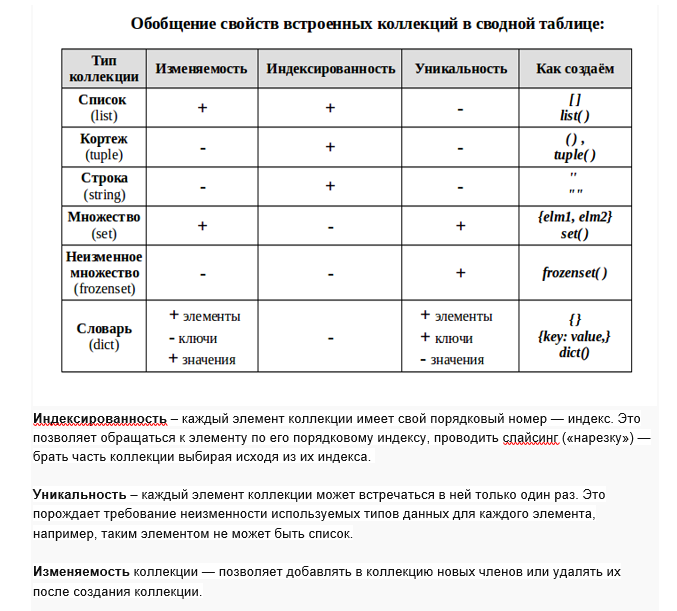 Обобщение свойств встроенных коллекций в сводной таблице:
Тип коллекции Изменяемость Индексированность Уникальность Как создаём
Список + + - []
(list) list( )
Кортеж - + - ( ) ,
(tuple) tuple( )
Строка - + - ''
(string) ""
Множество + - + {elm1, elm2}
(set) set( )
Неизменное
множество - - + frozenset( )
(frozenset)
+ элементы + элементы {}
Словарь - ключи - + ключи {key: value,}
(dict) + значения - значения dict()
Индексированность – каждый элемент коллекции имеет свой порядковый номер — индекс. Это
позволяет обращаться к элементу по его порядковому индексу, проводить слайсинг («нарезку») —
брать часть коллекции выбирая исходя из их индекса.
Уникальность – каждый элемент коллекции может встречаться в ней только один раз. Это
порождает требование неизменности используемых типов данных для каждого элемента,
например, таким элементом не может быть список.
Изменяемость коллекции — позволяет добавлять в коллекцию новых членов или удалять их
после создания коллекции.